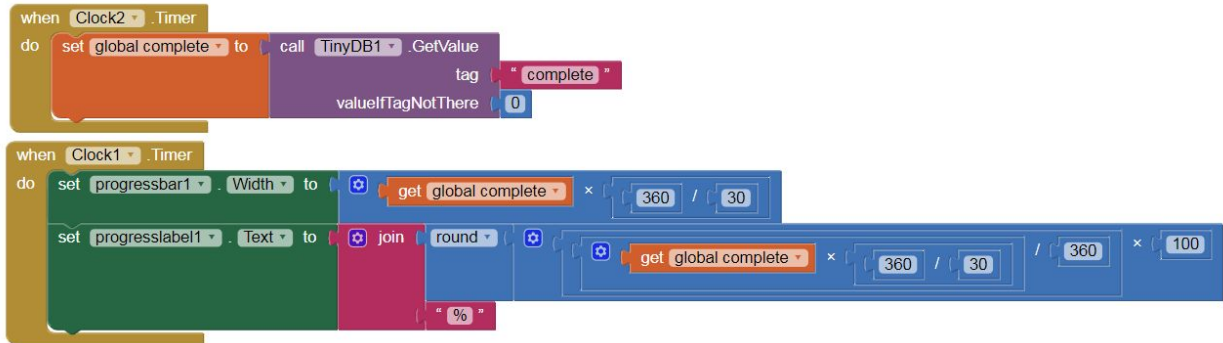 when Clock2 .Timer
do set global complete to call TinyDB1 .GetValue
tag " complete "
valueIfTagNotThere 0
when Clock1 .Timer
do set progressbar1 . Width to get global complete × 360 / 30
set progresslabel1 . Text to join round get global complete × 360 / 30 / 360 × 100
" % "